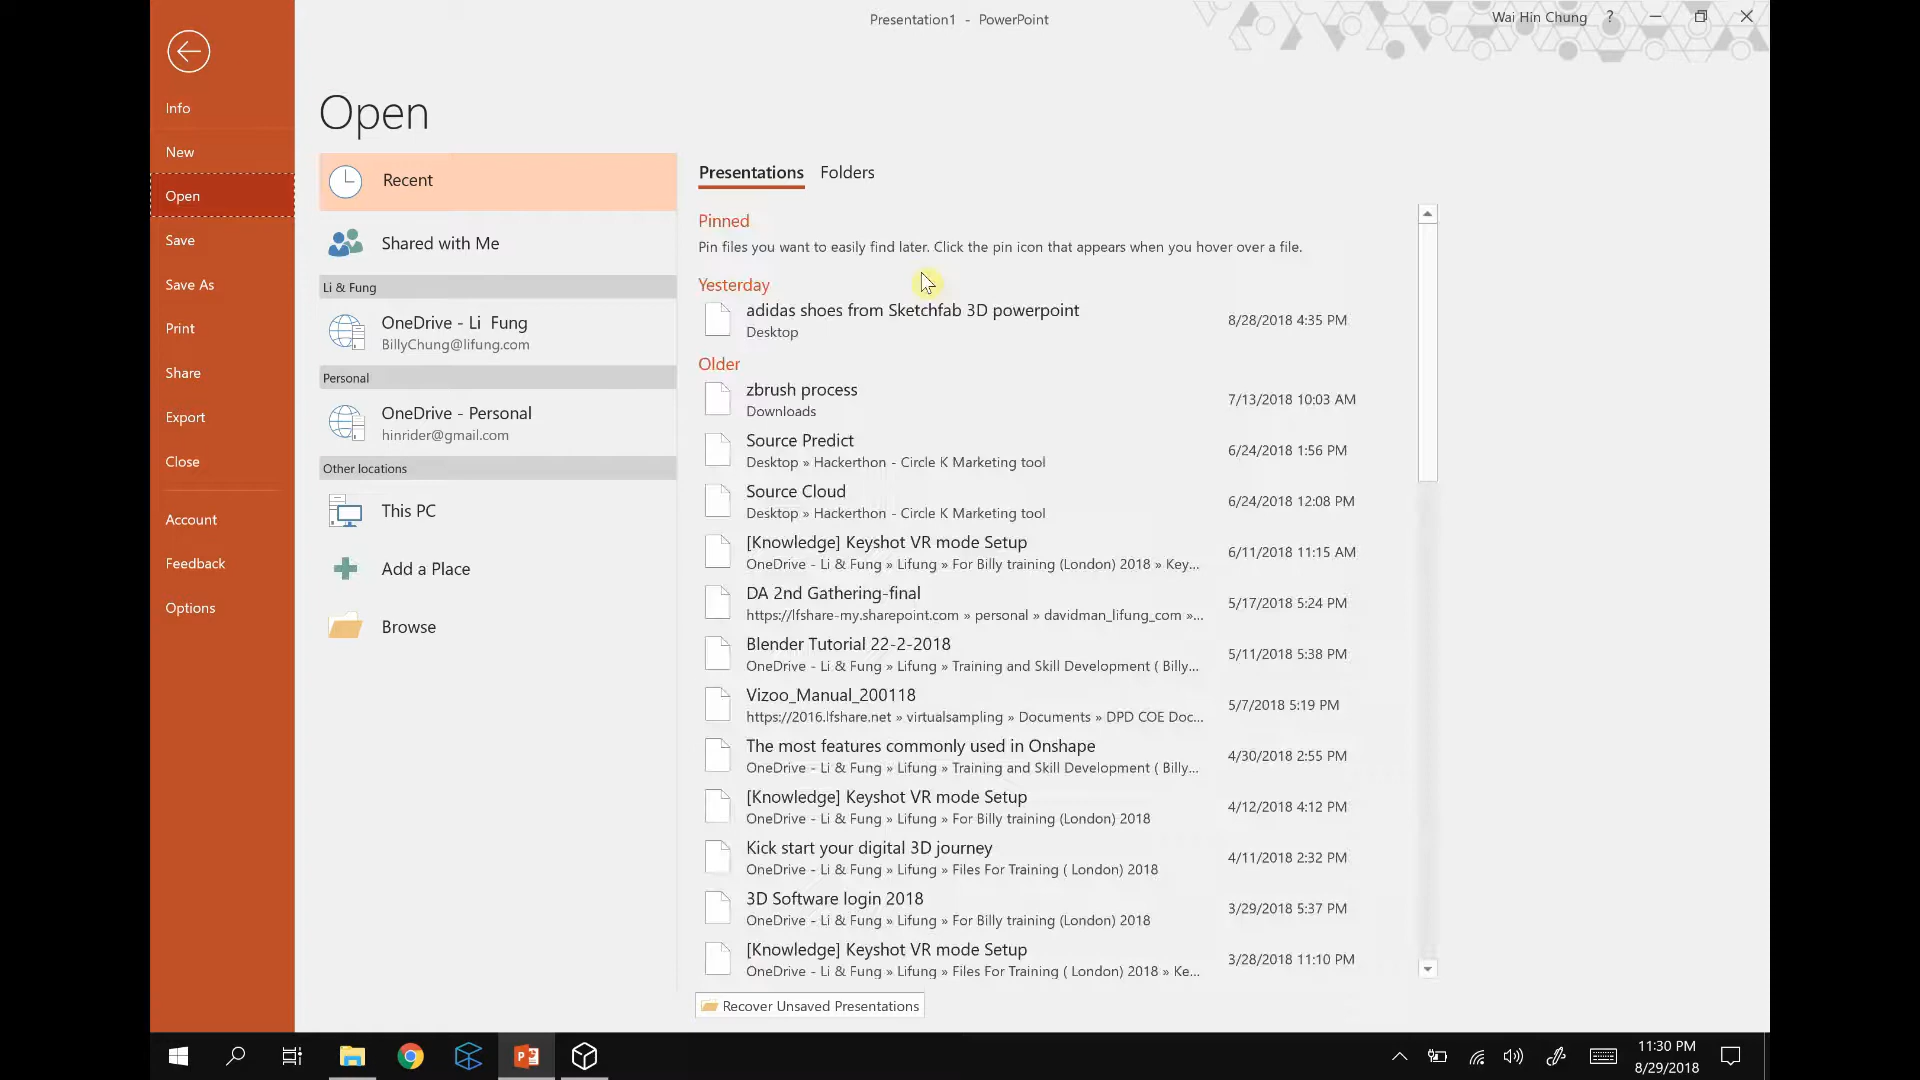 Presentation1 - PowerPoint
Wai Hin Chung
?
Info
New
Open
Save
Save As
Print
Share
Export
Close
Account
Feedback
Options
Open
Recent
Shared with Me
Li & Fung
OneDrive - Li Fung
BillyChung@lifung.com
Personal
OneDrive - Personal
hinrider@gmail.com
Other locations
This PC
Add a Place
Browse
Presentations Folders
Pinned
Pin files you want to easily find later. Click the pin icon that appears when you hover over a file.
Yesterday
adidas shoes from Sketchfab 3D powerpoint
Desktop
8/28/2018 4:35 PM
Older
zbrush process
Downloads
7/13/2018 10:03 AM
Source Predict
Desktop » Hackerthon - Circle K Marketing tool
6/24/2018 1:56 PM
Source Cloud
Desktop » Hackerthon - Circle K Marketing tool
6/24/2018 12:08 PM
[Knowledge] Keyshot VR mode Setup
OneDrive - Li & Fung » Lifung » For Billy training (London) 2018 » Key...
6/11/2018 11:15 AM
DA 2nd Gathering-final
https://lfshare-my.sharepoint.com » personal » davidman_lifung_com »...
5/17/2018 5:24 PM
Blender Tutorial 22-2-2018
OneDrive - Li & Fung » Lifung » Training and Skill Development ( Billy...
5/11/2018 5:38 PM
Vizoo_Manual_200118
https://2016.lfshare.net » virtualsampling » Documents » DPD COE Doc...
5/7/2018 5:19 PM
The most features commonly used in Onshape
OneDrive - Li & Fung » Lifung » Training and Skill Development ( Billy...
4/30/2018 2:55 PM
[Knowledge] Keyshot VR mode Setup
OneDrive - Li & Fung » Lifung » For Billy training (London) 2018
4/12/2018 4:12 PM
Kick start your digital 3D journey
OneDrive - Li & Fung » Lifung » Files For Training ( London) 2018
4/11/2018 2:32 PM
3D Software login 2018
OneDrive - Li & Fung » Lifung » For Billy training (London) 2018
3/29/2018 5:37 PM
[Knowledge] Keyshot VR mode Setup
OneDrive - Li & Fung » Lifung » Files For Training ( London) 2018 » Ke...
3/28/2018 11:10 PM
Recover Unsaved Presentations
11:30 PM
8/29/2018